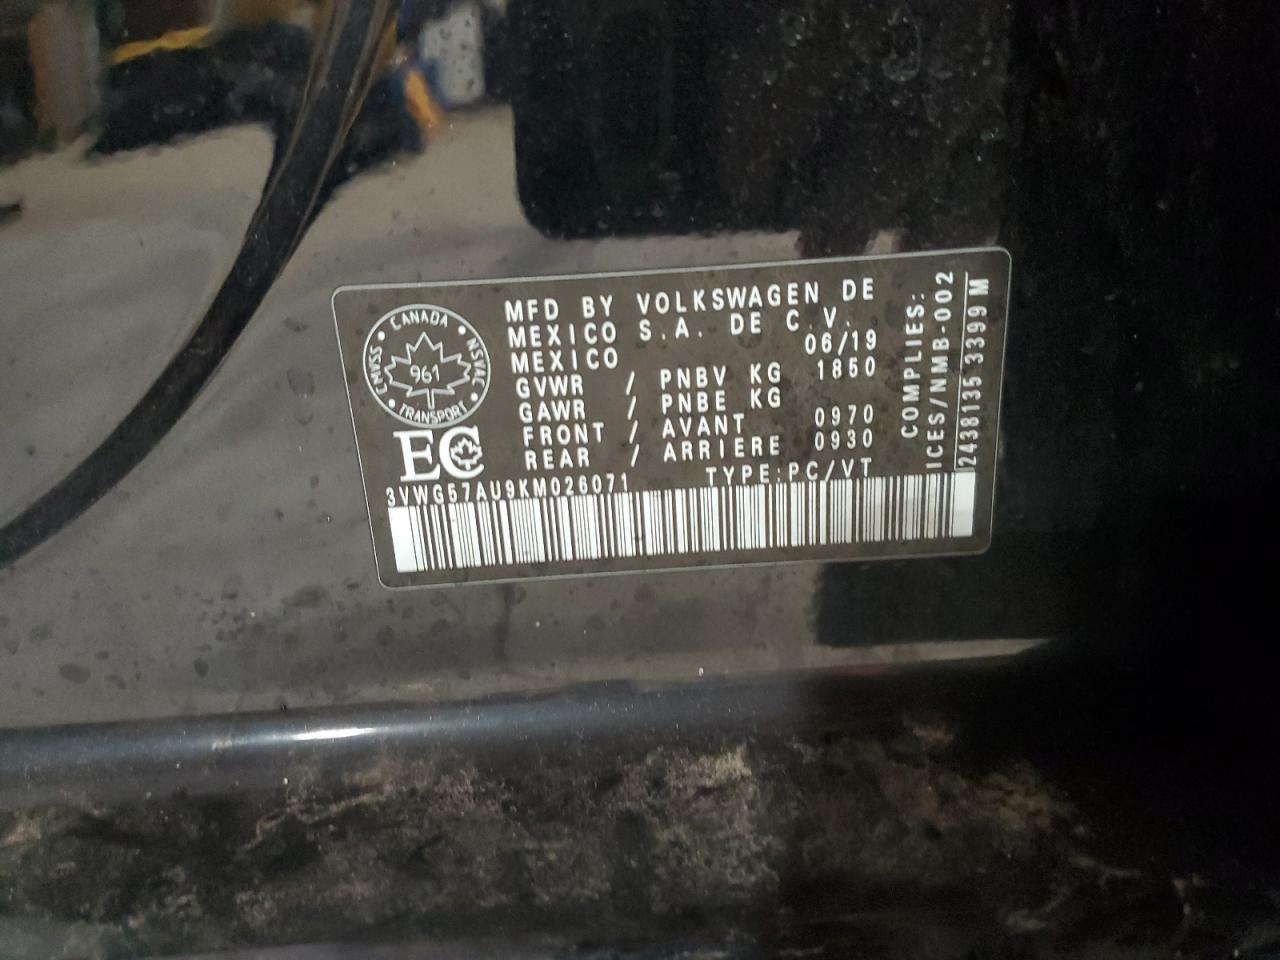 CANADA
CMVSS
961
NSVAC
TRANSPORT
EC
MFD BY VOLKSWAGEN DE
MEXICO S.A. DE C.V.
MEXICO 06/19
GVWR / PNBV KG 1850
GAWR / PNBE KG
FRONT / AVANT 0970
REAR / ARRIERE 0930
3VWG57AU9KM026071 TYPE:PC/VT
COMPLIES:
ICES/NMB-002
2438135 3399 M